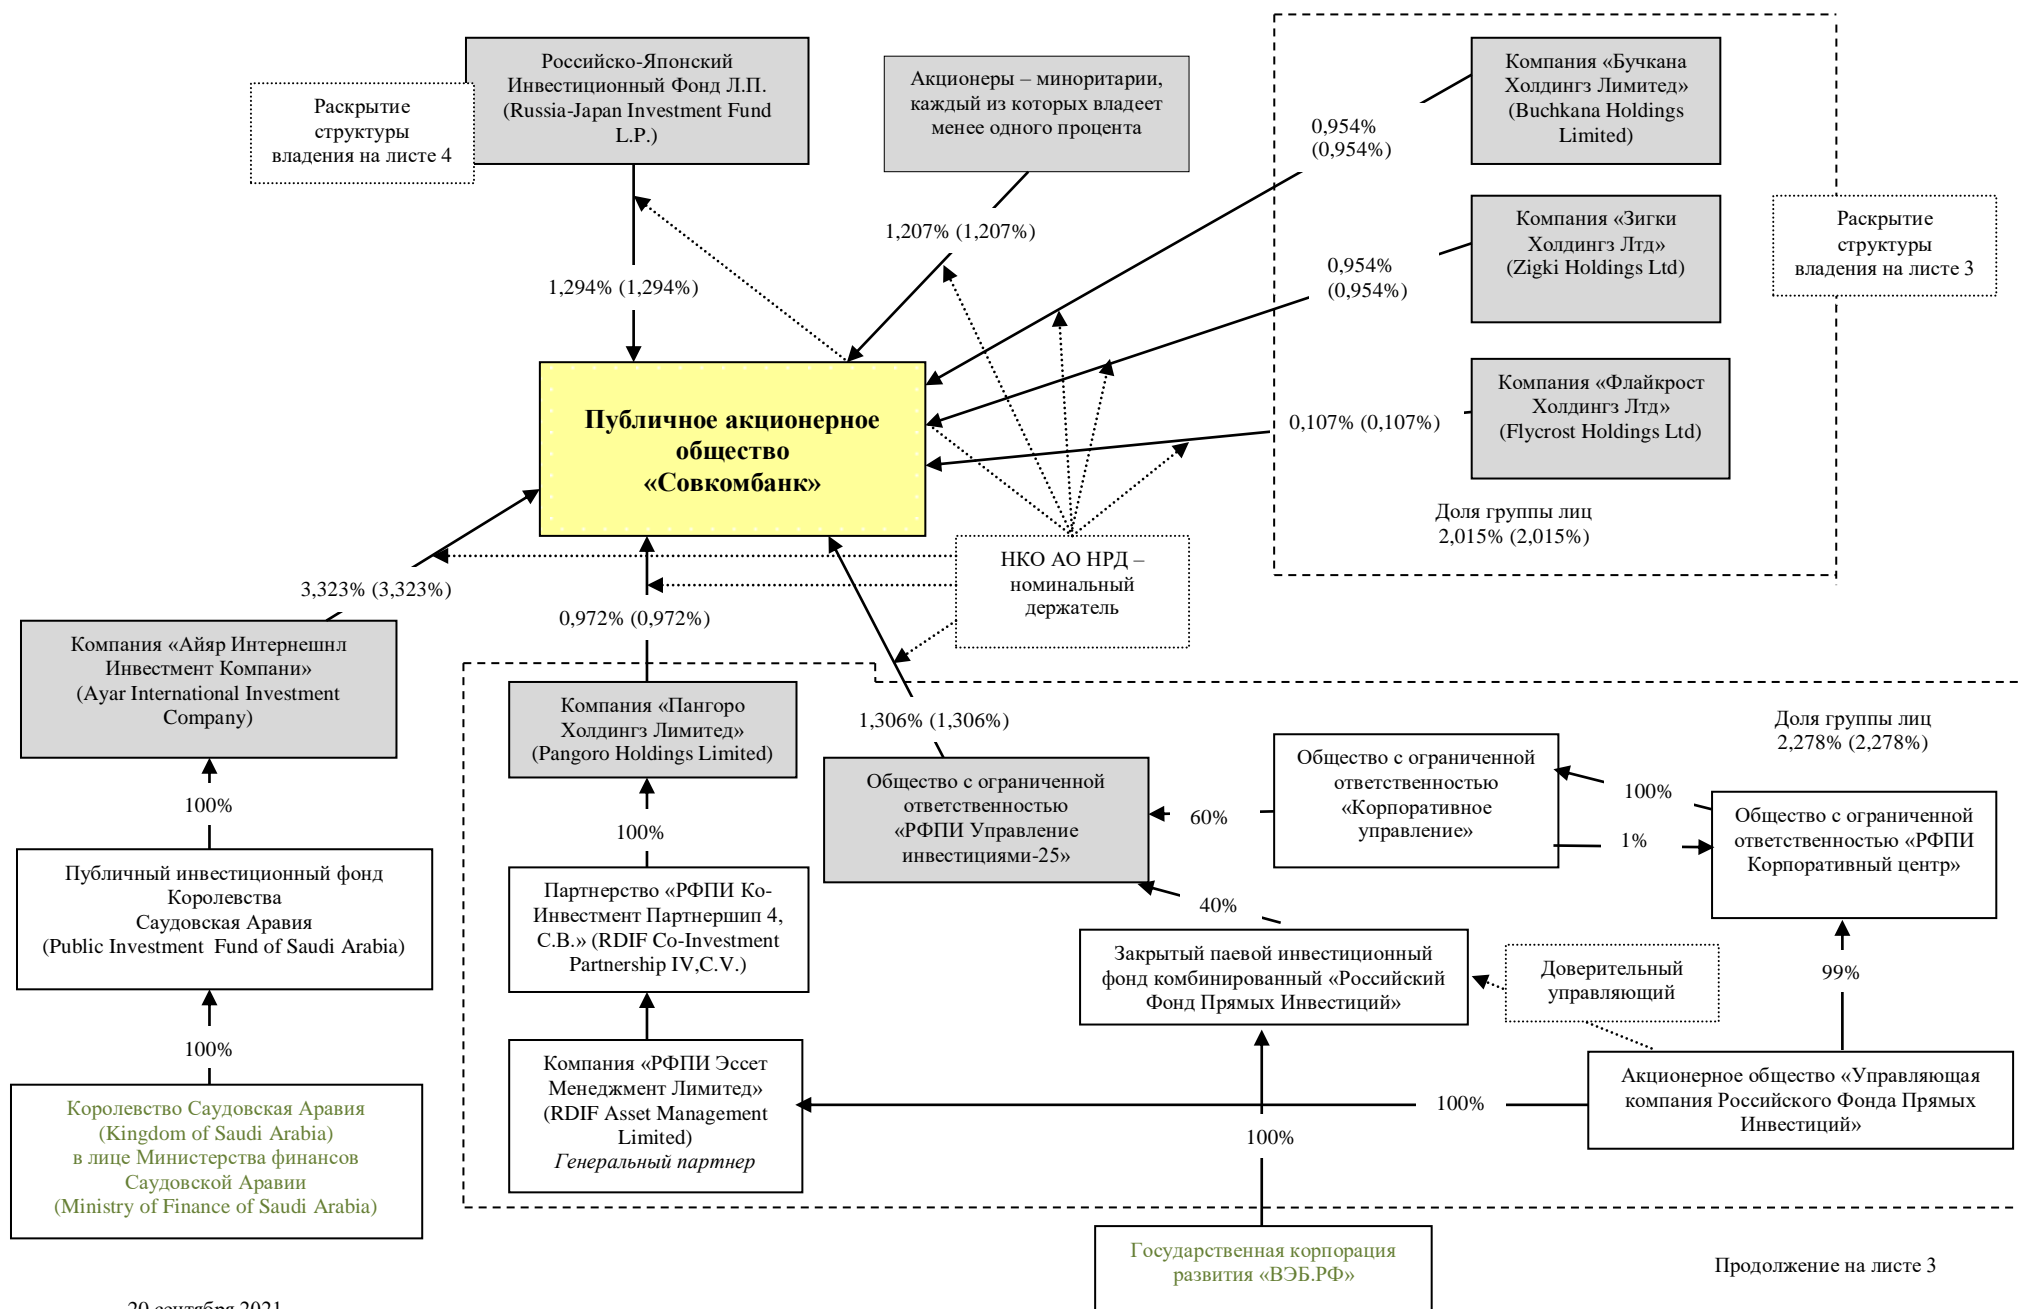 Российско-Японский
Инвестиционный Фонд Л.П.
(Russia-Japan Investment Fund
L.P.)
Раскрытие
структуры
владения на листе 4
Акционеры – миноритарии,
каждый из которых владеет
менее одного процента
Компания «Бучкана
Холдингз Лимитед»
(Buchkana Holdings
Limited)
0,954%
(0,954%)
Компания «Зигки
Холдингз Лтд»
(Zigki Holdings Ltd)
Раскрытие
структуры
владения на листе 3
1,207% (1,207%)
0,954%
(0,954%)
1,294% (1,294%)
Компания «Флайкрост
Холдингз Лтд»
(Flycrost Holdings Ltd)
0,107% (0,107%)
Публичное акционерное
общество
«Совкомбанк»
Доля группы лиц
2,015% (2,015%)
НКО АО НРД –
номинальный
держатель
3,323% (3,323%)
0,972% (0,972%)
Компания «Айяр Интернешнл
Инвестмент Компани»
(Ayar International Investment
Company)
Компания «Пангоро
Холдингз Лимитед»
(Pangoro Holdings Limited)
1,306% (1,306%)
Доля группы лиц
2,278% (2,278%)
Общество с ограниченной
ответственностью
«РФПИ Управление
инвестициями-25»
60%
Общество с ограниченной
ответственностью
«Корпоративное
управление»
100%
1%
Общество с ограниченной
ответственностью «РФПИ
Корпоративный центр»
100%
100%
Публичный инвестиционный фонд
Королевства
Саудовская Аравия
(Public Investment  Fund of Saudi Arabia)
Партнерство «РФПИ Ко-
Инвестмент Партнершип 4,
С.В.» (RDIF Co-Investment
Partnership IV,C.V.)
40%
Закрытый паевой инвестиционный
фонд комбинированный «Российский
Фонд Прямых Инвестиций»
Доверительный
управляющий
99%
100%
Компания «РФПИ Эссет
Менеджмент Лимитед»
(RDIF Asset Management
Limited)
Генеральный партнер
100%
Акционерное общество «Управляющая
компания Российского Фонда Прямых
Инвестиций»
100%
Королевство Саудовская Аравия
(Kingdom of Saudi Arabia)
в лице Министерства финансов
Саудовской Аравии
(Ministry of Finance of Saudi Arabia)
Государственная корпорация
развития «ВЭБ.РФ»
Продолжение на листе 3
20 сентября 2021